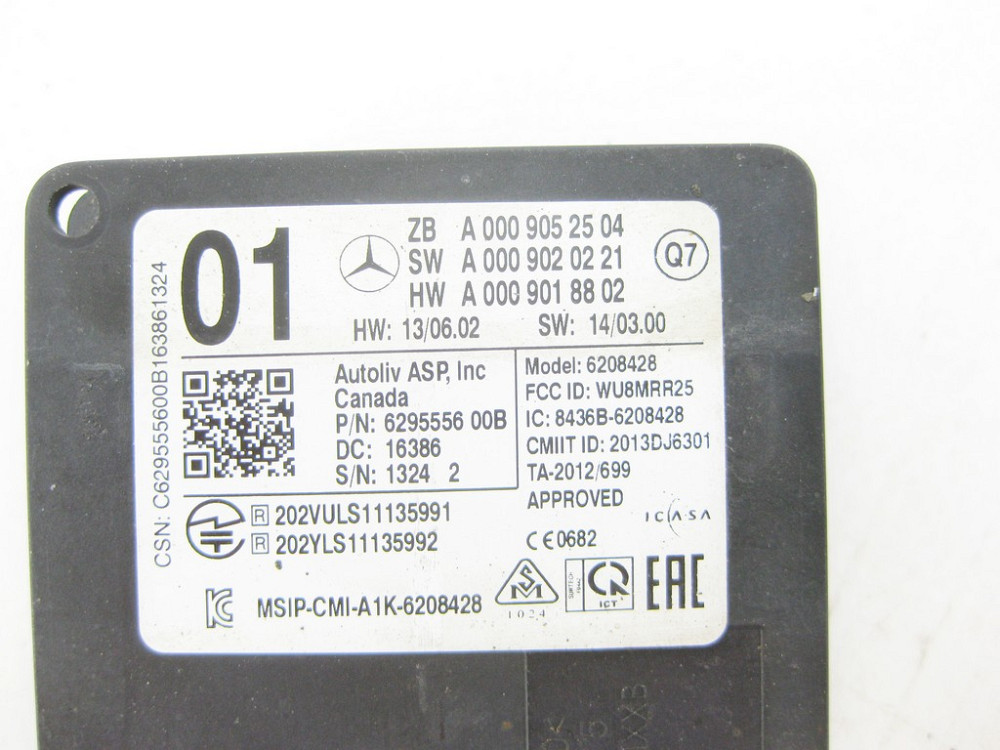 01
ZB A 000 905 25 04
SW A 000 902 02 21
HW A 000 901 88 02
Q7
HW: 13/06.02 SW: 14/03.00
CSN: C6295555600B163861324
Autoliv ASP, Inc
Canada
P/N: 6295556 00B
DC: 16386
S/N: 1324 2
Model: 6208428
FCC ID: WU8MRR25
IC: 8436B-6208428
CMIIT ID: 2013DJ6301
TA-2012/699
APPROVED
ICASA
R 202VULS11135991
R 202YLS11135992
CE0682
KC MSIP-CMI-A1K-6208428
SM
1024
ICT
EAC